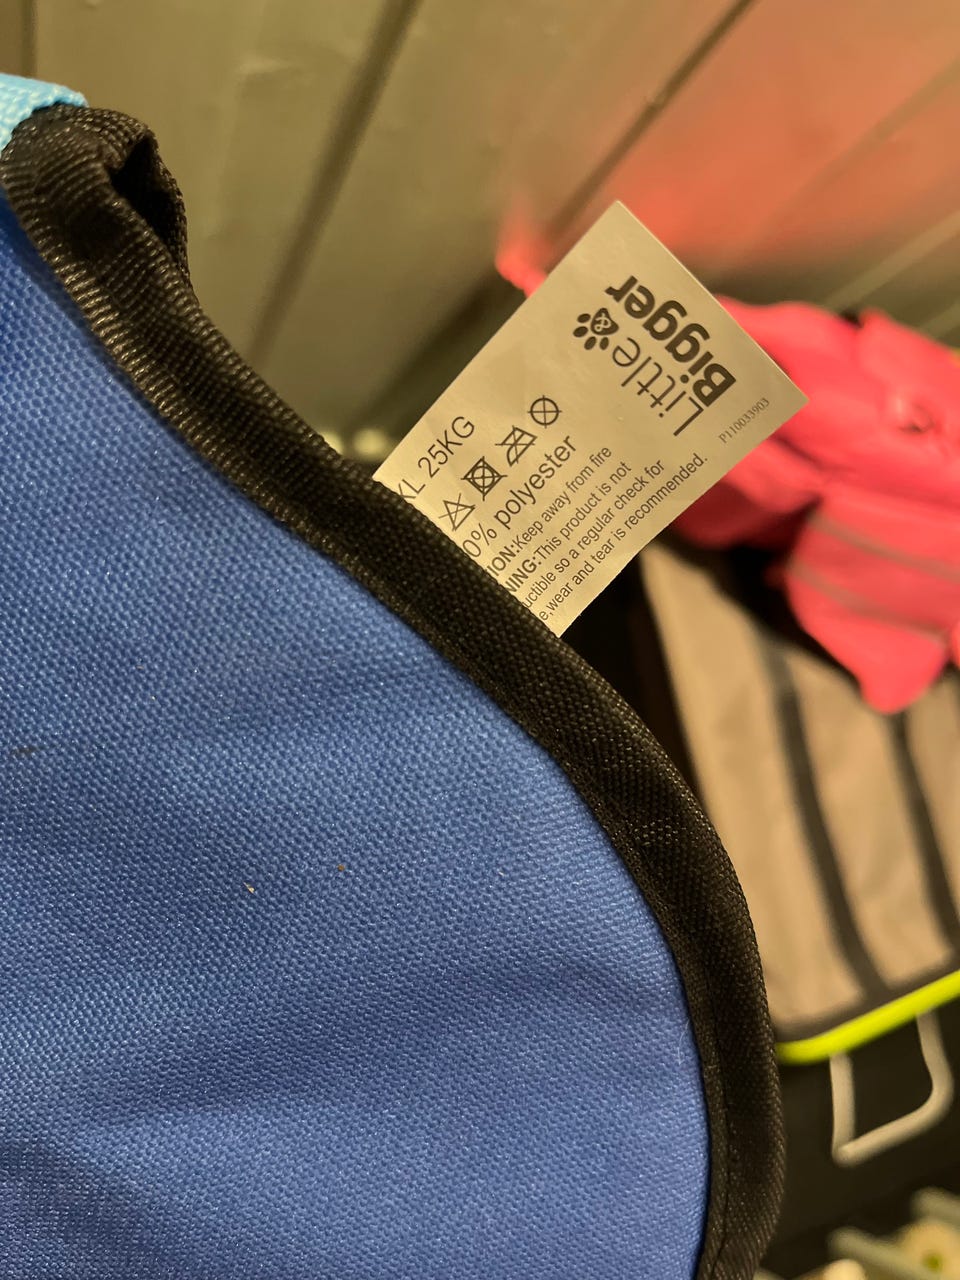 Little
&
Bigger
P110033903
XL 25KG
0% polyester
ION:Keep away from fire
NING:This product is not
uctible so a regular check for
e,wear and tear is recommended.